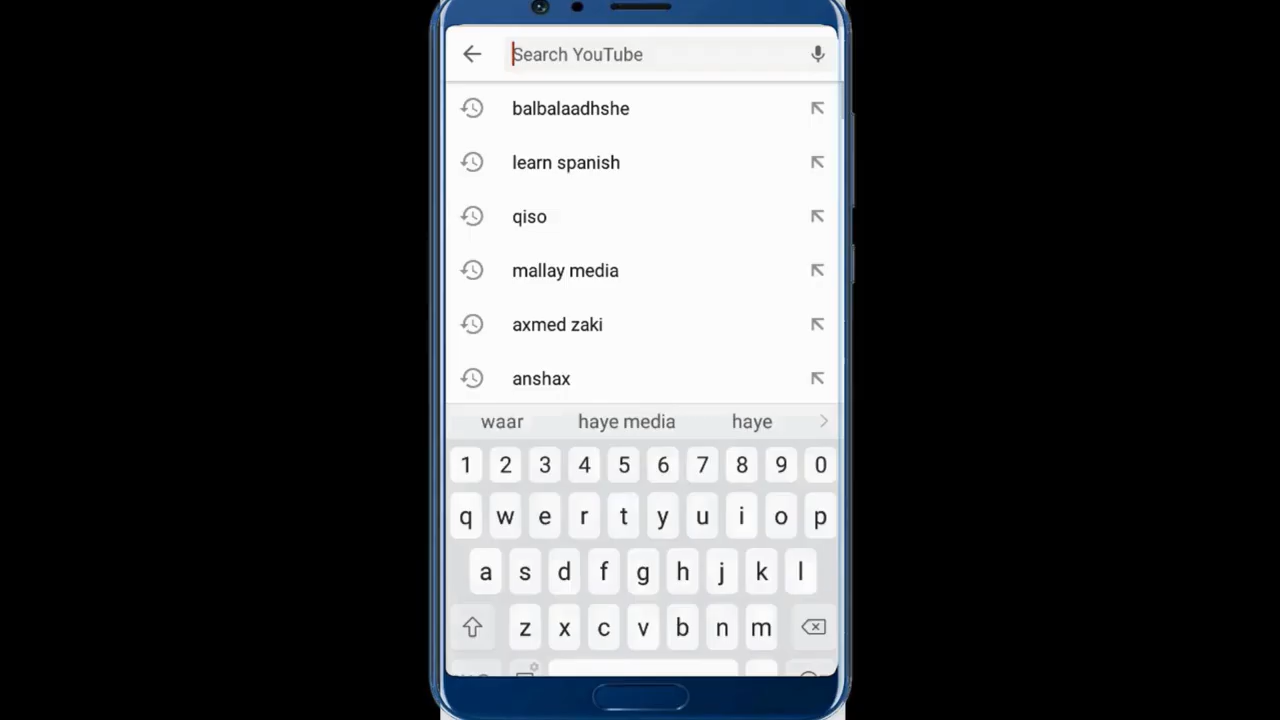 Search YouTube
balbalaadhshe
learn spanish
qiso
mallay media
axmed zaki
anshax
waar haye media haye
1 2 3 4 5 6 7 8 9 0
q w e r t y u i o p
a s d f g h j k l
z x c v b n m